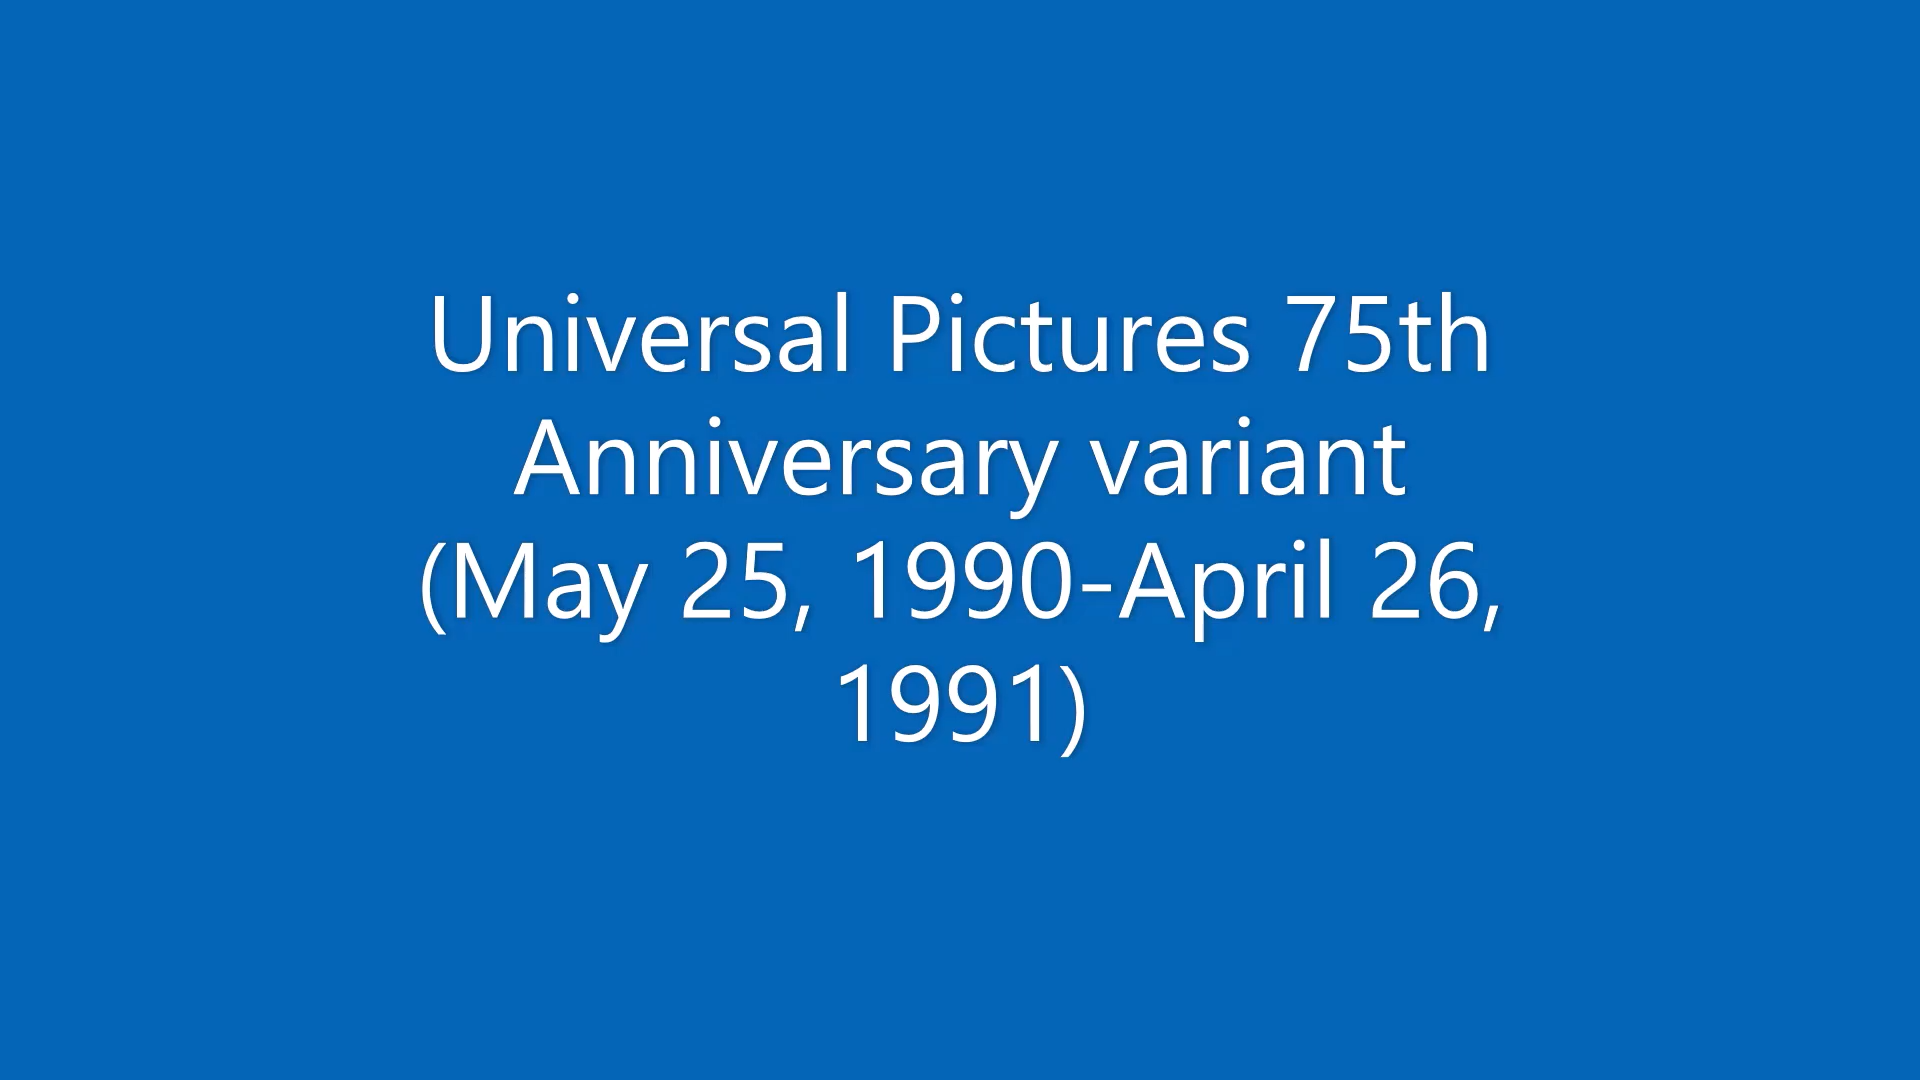 Universal Pictures 75th
Anniversary variant
(May 25, 1990-April 26,
1991)